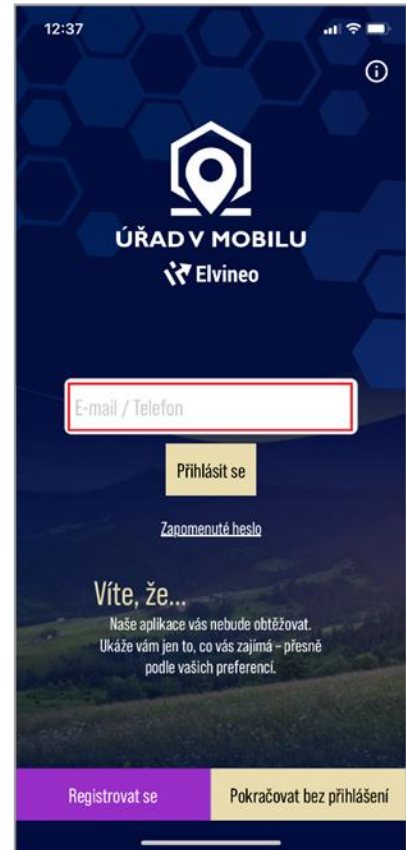 12:37
ÚŘAD V MOBILU
Elvineo
E-mail / Telefon
Přihlásit se
Zapomenuté heslo
Víte, že...
Naše aplikace vás nebude obtěžovat.
Ukáže vám jen to, co vás zajímá – přesně
podle vašich preferencí.
Registrovat se
Pokračovat bez přihlášení